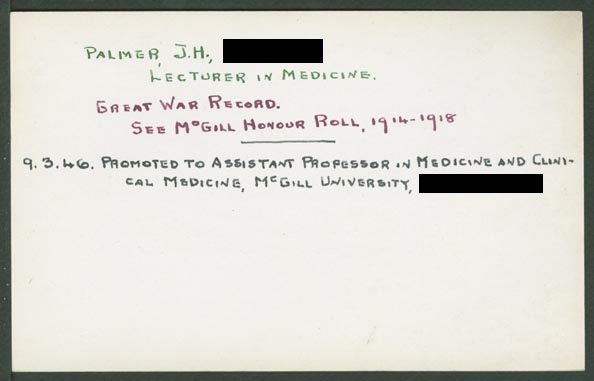 PALMER, J.H.,
LECTURER IN MEDICINE.
GREAT WAR RECORD.
SEE MCGILL HONOUR ROLL, 1914-1918
9.3.46. PROMOTED TO ASSISTANT PROFESSOR IN MEDICINE AND CLINI-
CAL MEDICINE, MCGILL UNIVERSITY,